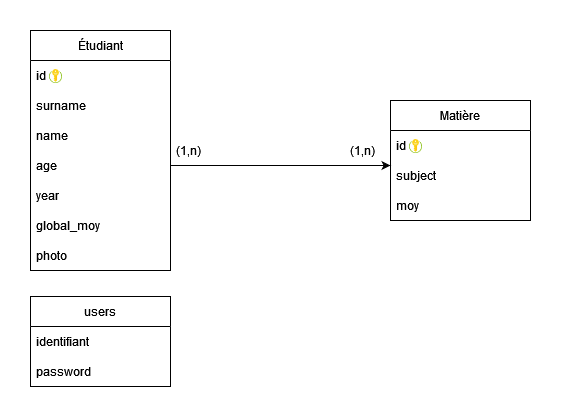 Étudiant
id
surname
name
age
year
global_moy
photo
(1,n)
(1,n)
Matière
id
subject
moy
users
identifiant
password